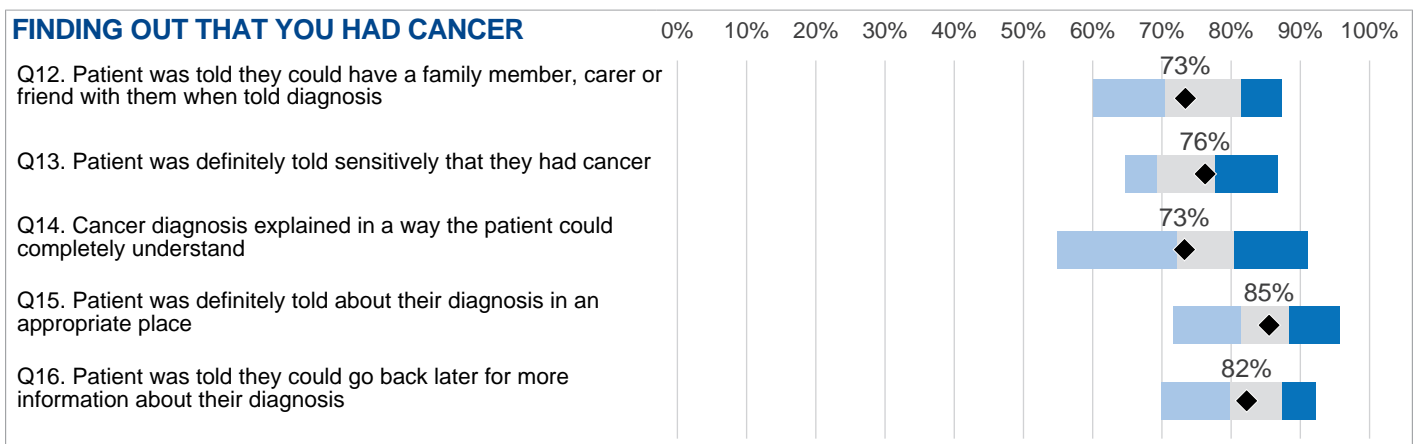 FINDING OUT THAT YOU HAD CANCER
0% 10% 20% 30% 40% 50% 60% 70% 80% 90% 100%
Q12. Patient was told they could have a family member, carer or
friend with them when told diagnosis
73%
Q13. Patient was definitely told sensitively that they had cancer
76%
Q14. Cancer diagnosis explained in a way the patient could
completely understand
73%
Q15. Patient was definitely told about their diagnosis in an
appropriate place
85%
Q16. Patient was told they could go back later for more
information about their diagnosis
82%